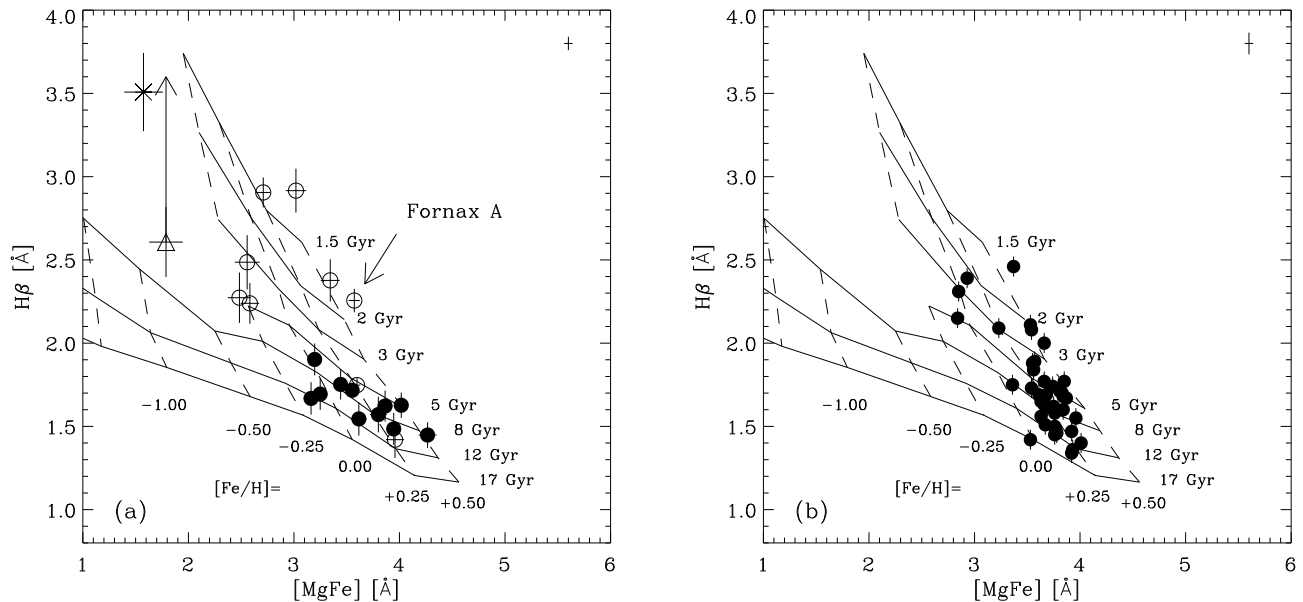 4.0
3.5
3.0
2.5
2.0
1.5
1.0
Hβ [Å]
Fornax A
1.5 Gyr
2 Gyr
3 Gyr
5 Gyr
8 Gyr
12 Gyr
17 Gyr
−1.00
−0.50
−0.25
0.00
+0.25
+0.50
[Fe/H]=
(a)
1 2 3 4 5 6
[MgFe] [Å]
4.0
3.5
3.0
2.5
2.0
1.5
1.0
Hβ [Å]
1.5 Gyr
2 Gyr
3 Gyr
5 Gyr
8 Gyr
12 Gyr
17 Gyr
−1.00
−0.50
−0.25
0.00
+0.25
+0.50
[Fe/H]=
(b)
1 2 3 4 5 6
[MgFe] [Å]